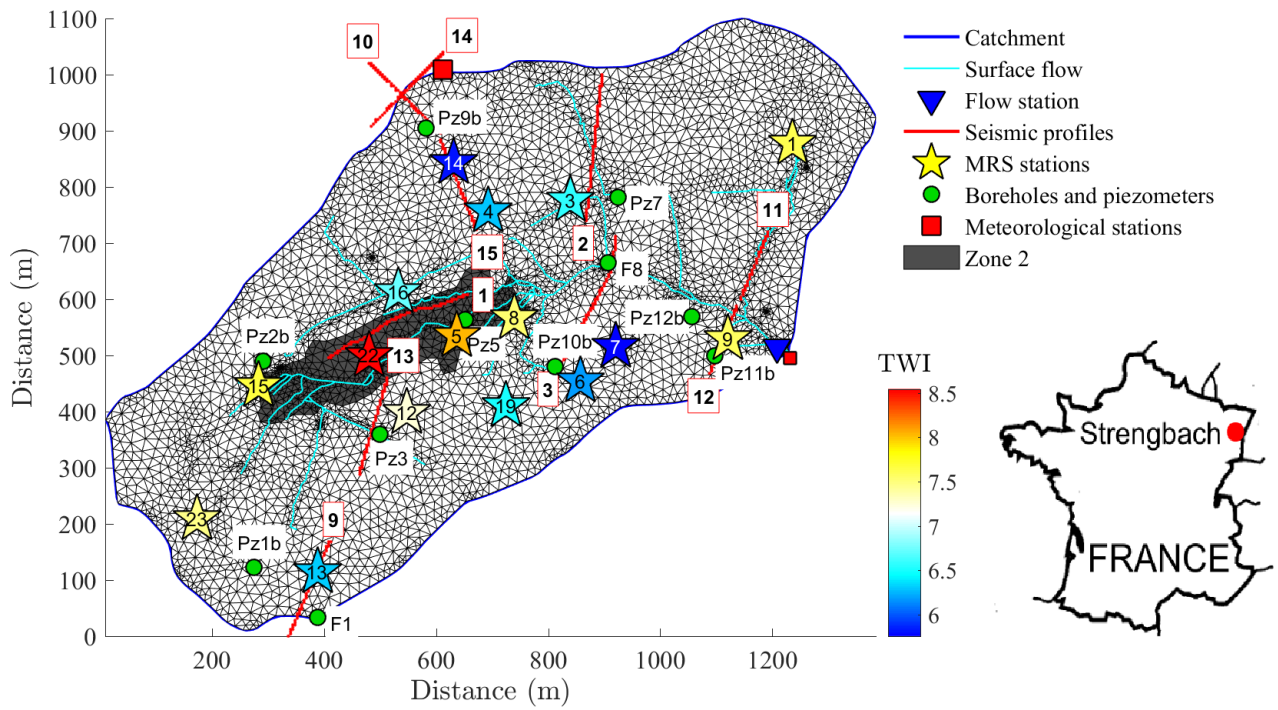 1100
1000
900
800
700
600
500
400
300
200
100
0
Distance (m)
200
400
600
800
1000
1200
Distance (m)
10
14
Pz9b
14
4
3
Pz7
1
11
2
15
F8
16
1
8
5
Pz5
Pz12b
Pz10b
7
9
Pz2b
22
13
Pz11b
15
3
6
12
12
19
Pz3
23
9
Pz1b
13
F1
Catchment
Surface flow
Flow station
Seismic profiles
MRS stations
Boreholes and piezometers
Meteorological stations
Zone 2
TWI
8.5
8
7.5
7
6.5
6
Strengbach
FRANCE